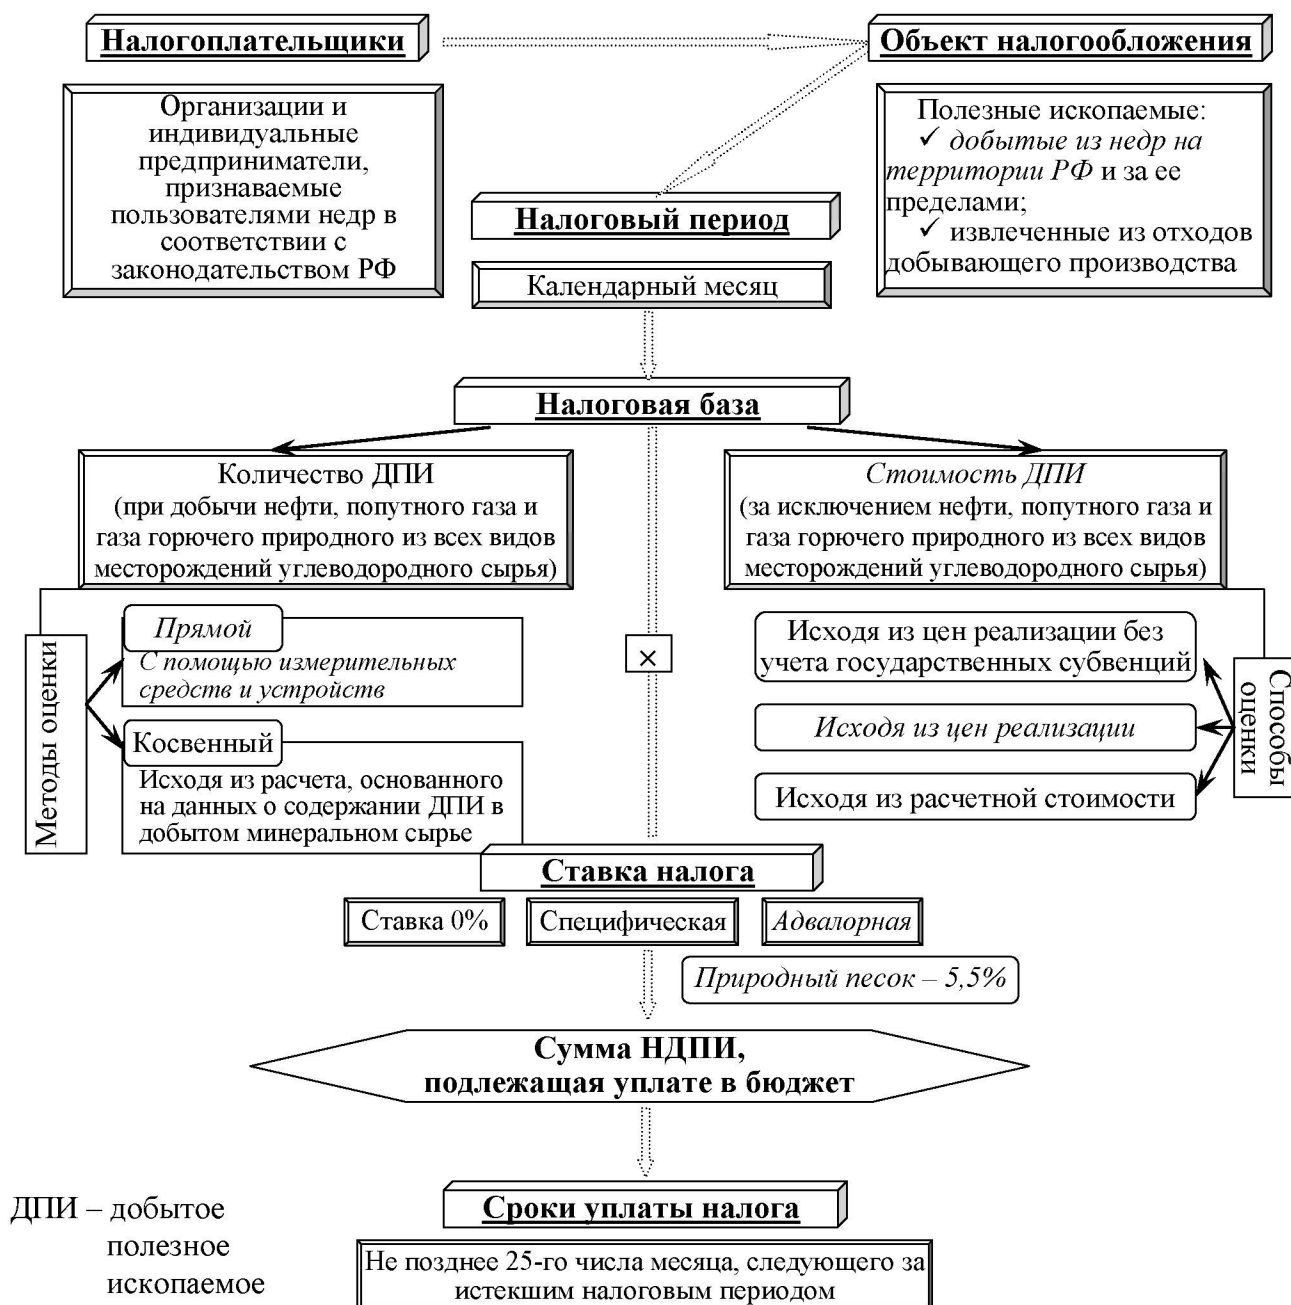 Налогоплательщики
Объект налогообложения
Организации и
индивидуальные
предприниматели,
признаваемые
пользователями недр в
соответствии с
законодательством РФ
Полезные ископаемые:
✓ добытые из недр на
территории РФ и за ее
пределами;
✓ извлеченные из отходов
добывающего производства
Налоговый период
Календарный месяц
Налоговая база
Количество ДПИ
(при добычи нефти, попутного газа и
газа горючего природного из всех видов
месторождений углеводородного сырья)
Стоимость ДПИ
(за исключением нефти, попутного газа и
газа горючего природного из всех видов
месторождений углеводородного сырья)
Методы оценки
Прямой
С помощью измерительных
средств и устройств
Косвенный
Исходя из расчета, основанного
на данных о содержании ДПИ в
добытом минеральном сырье
×
Исходя из цен реализации без
учета государственных субвенций
Исходя из цен реализации
Исходя из расчетной стоимости
Способы
оценки
Ставка налога
Ставка 0%
Специфическая
Адвалорная
Природный песок – 5,5%
Сумма НДПИ,
подлежащая уплате в бюджет
Сроки уплаты налога
Не позднее 25-го числа месяца, следующего за
истекшим налоговым периодом
ДПИ – добытое
полезное
ископаемое